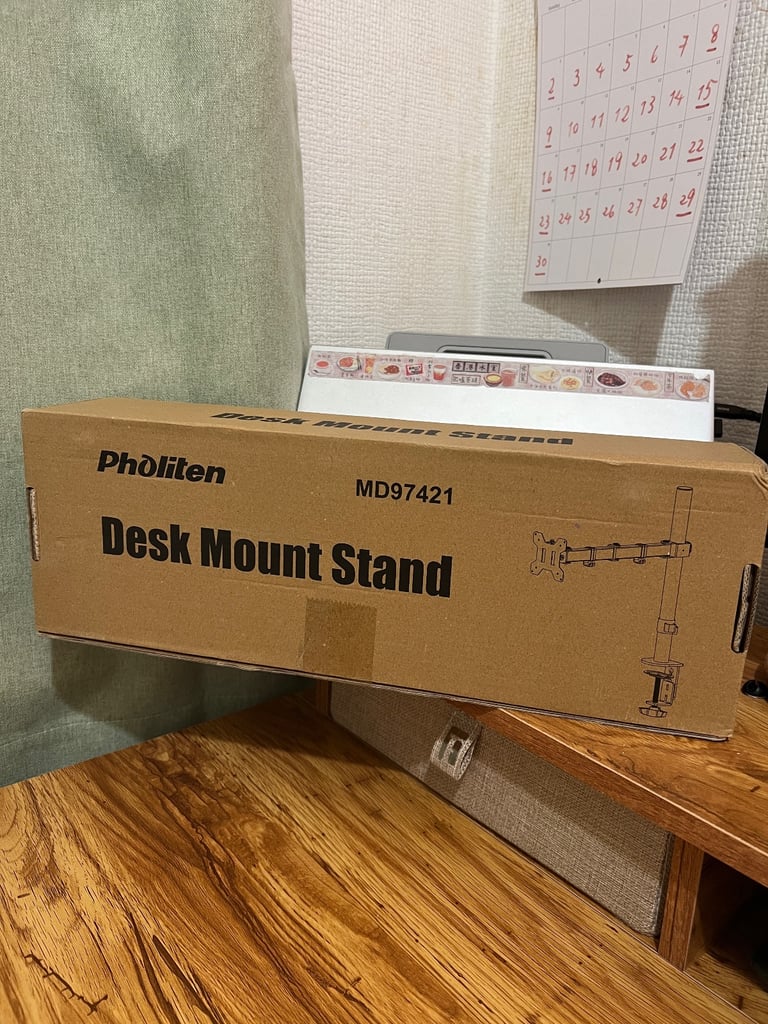 8
2 3 4 5 6 7
15
9 10 11 12 13 14
22
16 17 18 19 20 21
29
23 24 25 26 27 28
30
Desk Mount Stand
Pholiten
MD97421
Desk Mount Stand